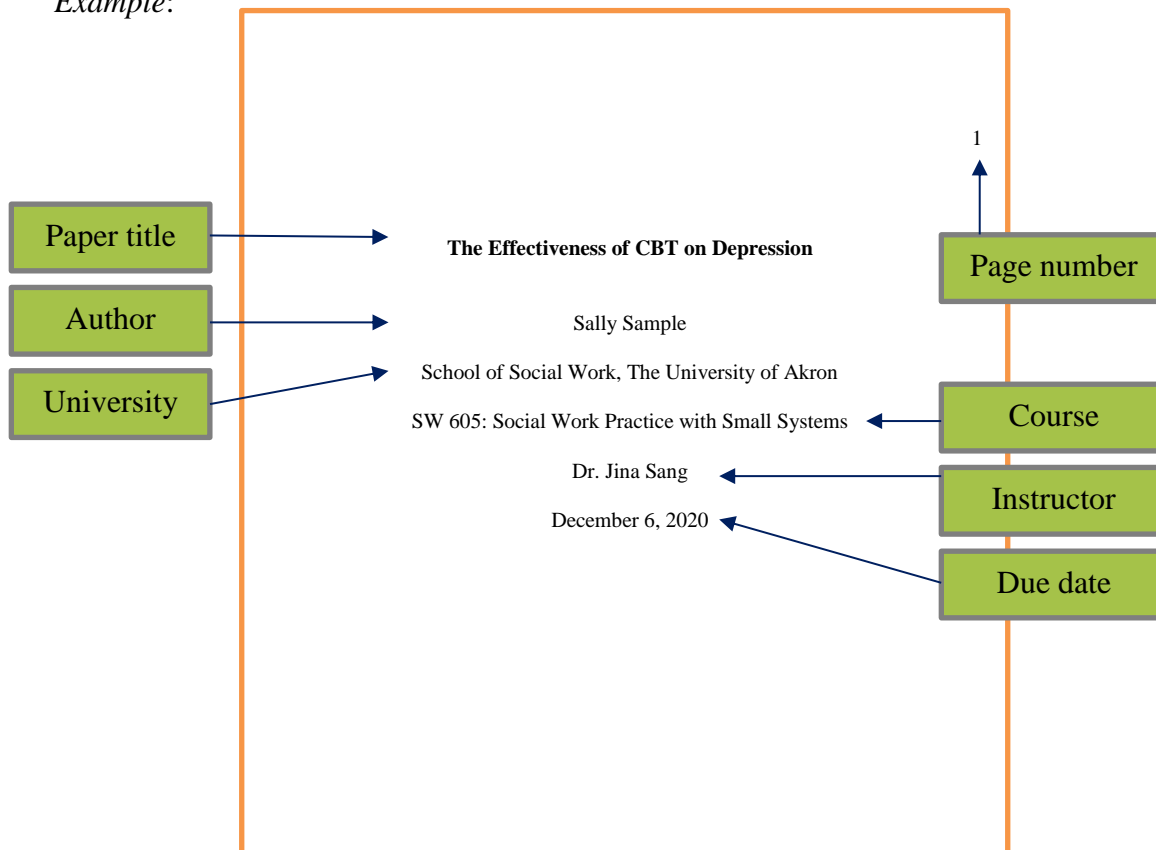 Example:
1
Paper title
The Effectiveness of CBT on Depression
Page number
Author
Sally Sample
University
School of Social Work, The University of Akron
SW 605: Social Work Practice with Small Systems
Course
Dr. Jina Sang
Instructor
December 6, 2020
Due date